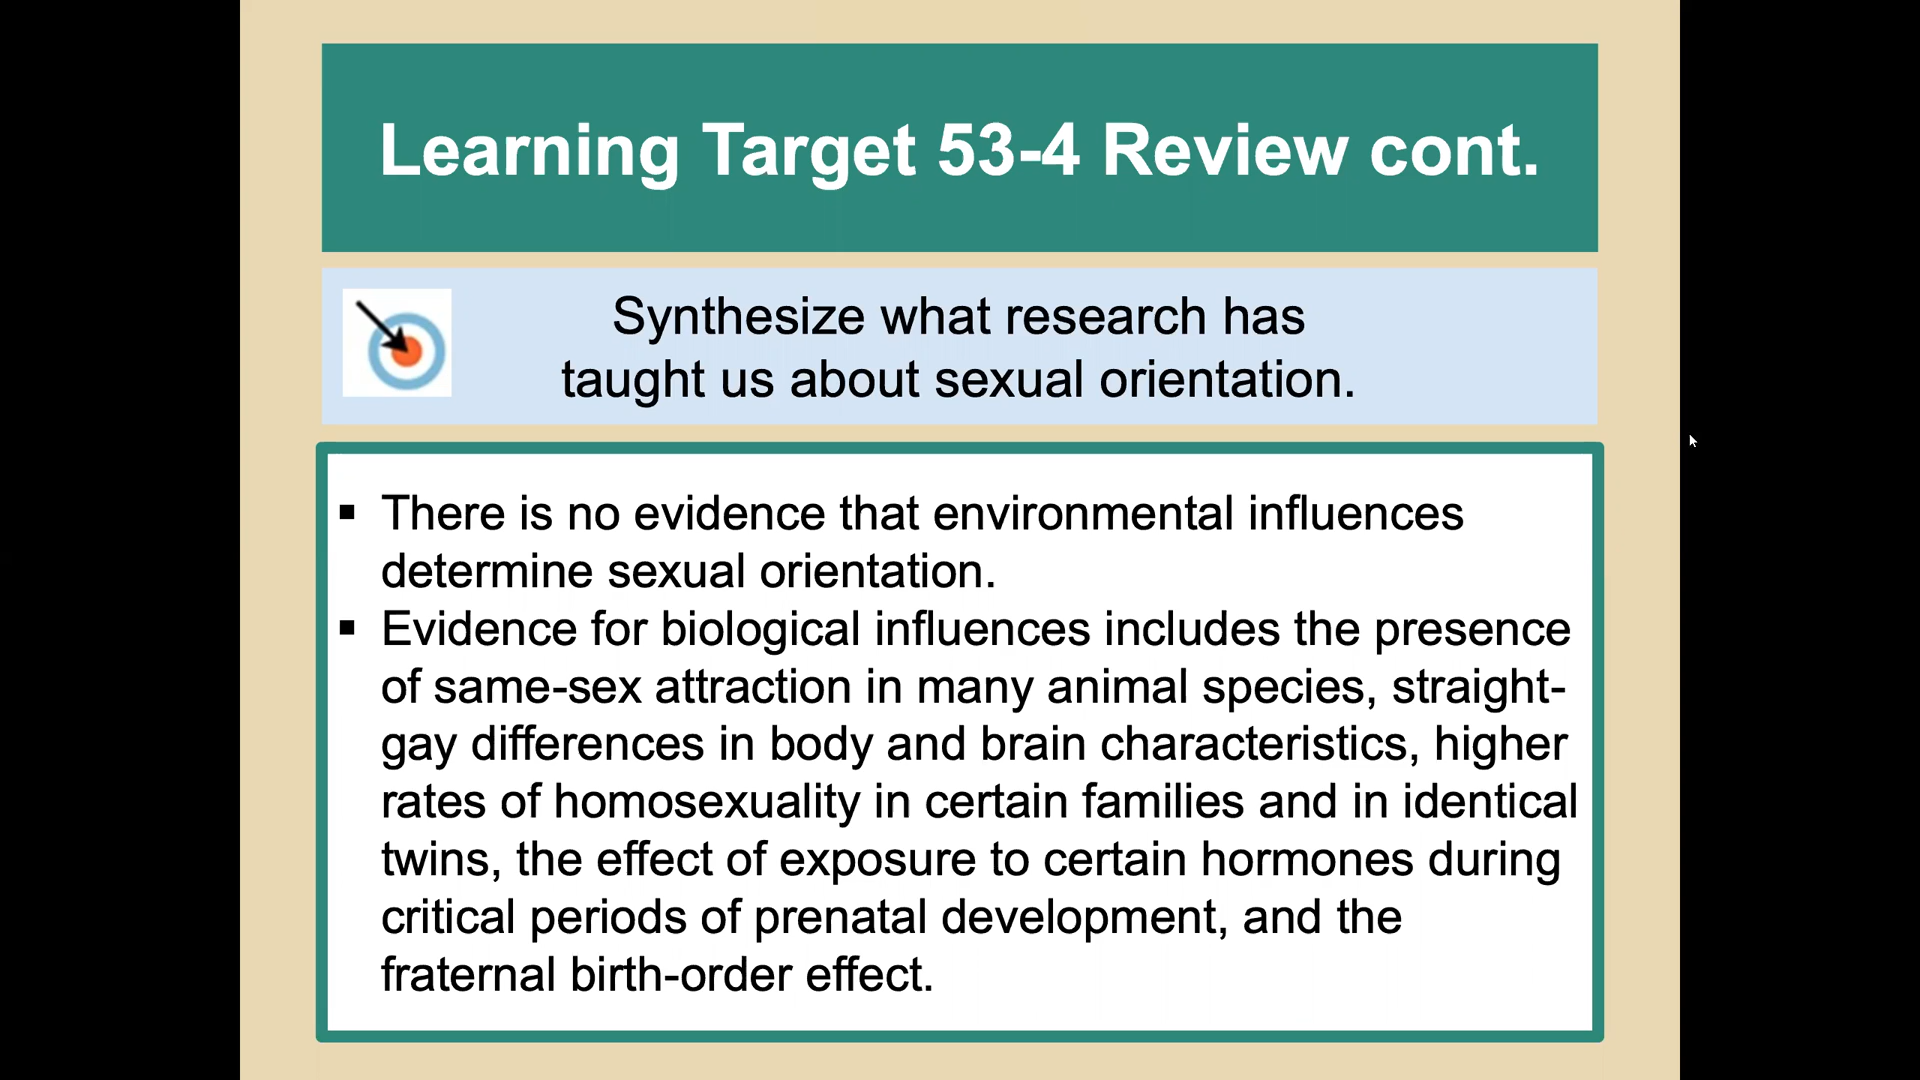 Learning Target 53-4 Review cont.
Synthesize what research has
taught us about sexual orientation.
▪ There is no evidence that environmental influences
determine sexual orientation.
▪ Evidence for biological influences includes the presence
of same-sex attraction in many animal species, straight-
gay differences in body and brain characteristics, higher
rates of homosexuality in certain families and in identical
twins, the effect of exposure to certain hormones during
critical periods of prenatal development, and the
fraternal birth-order effect.